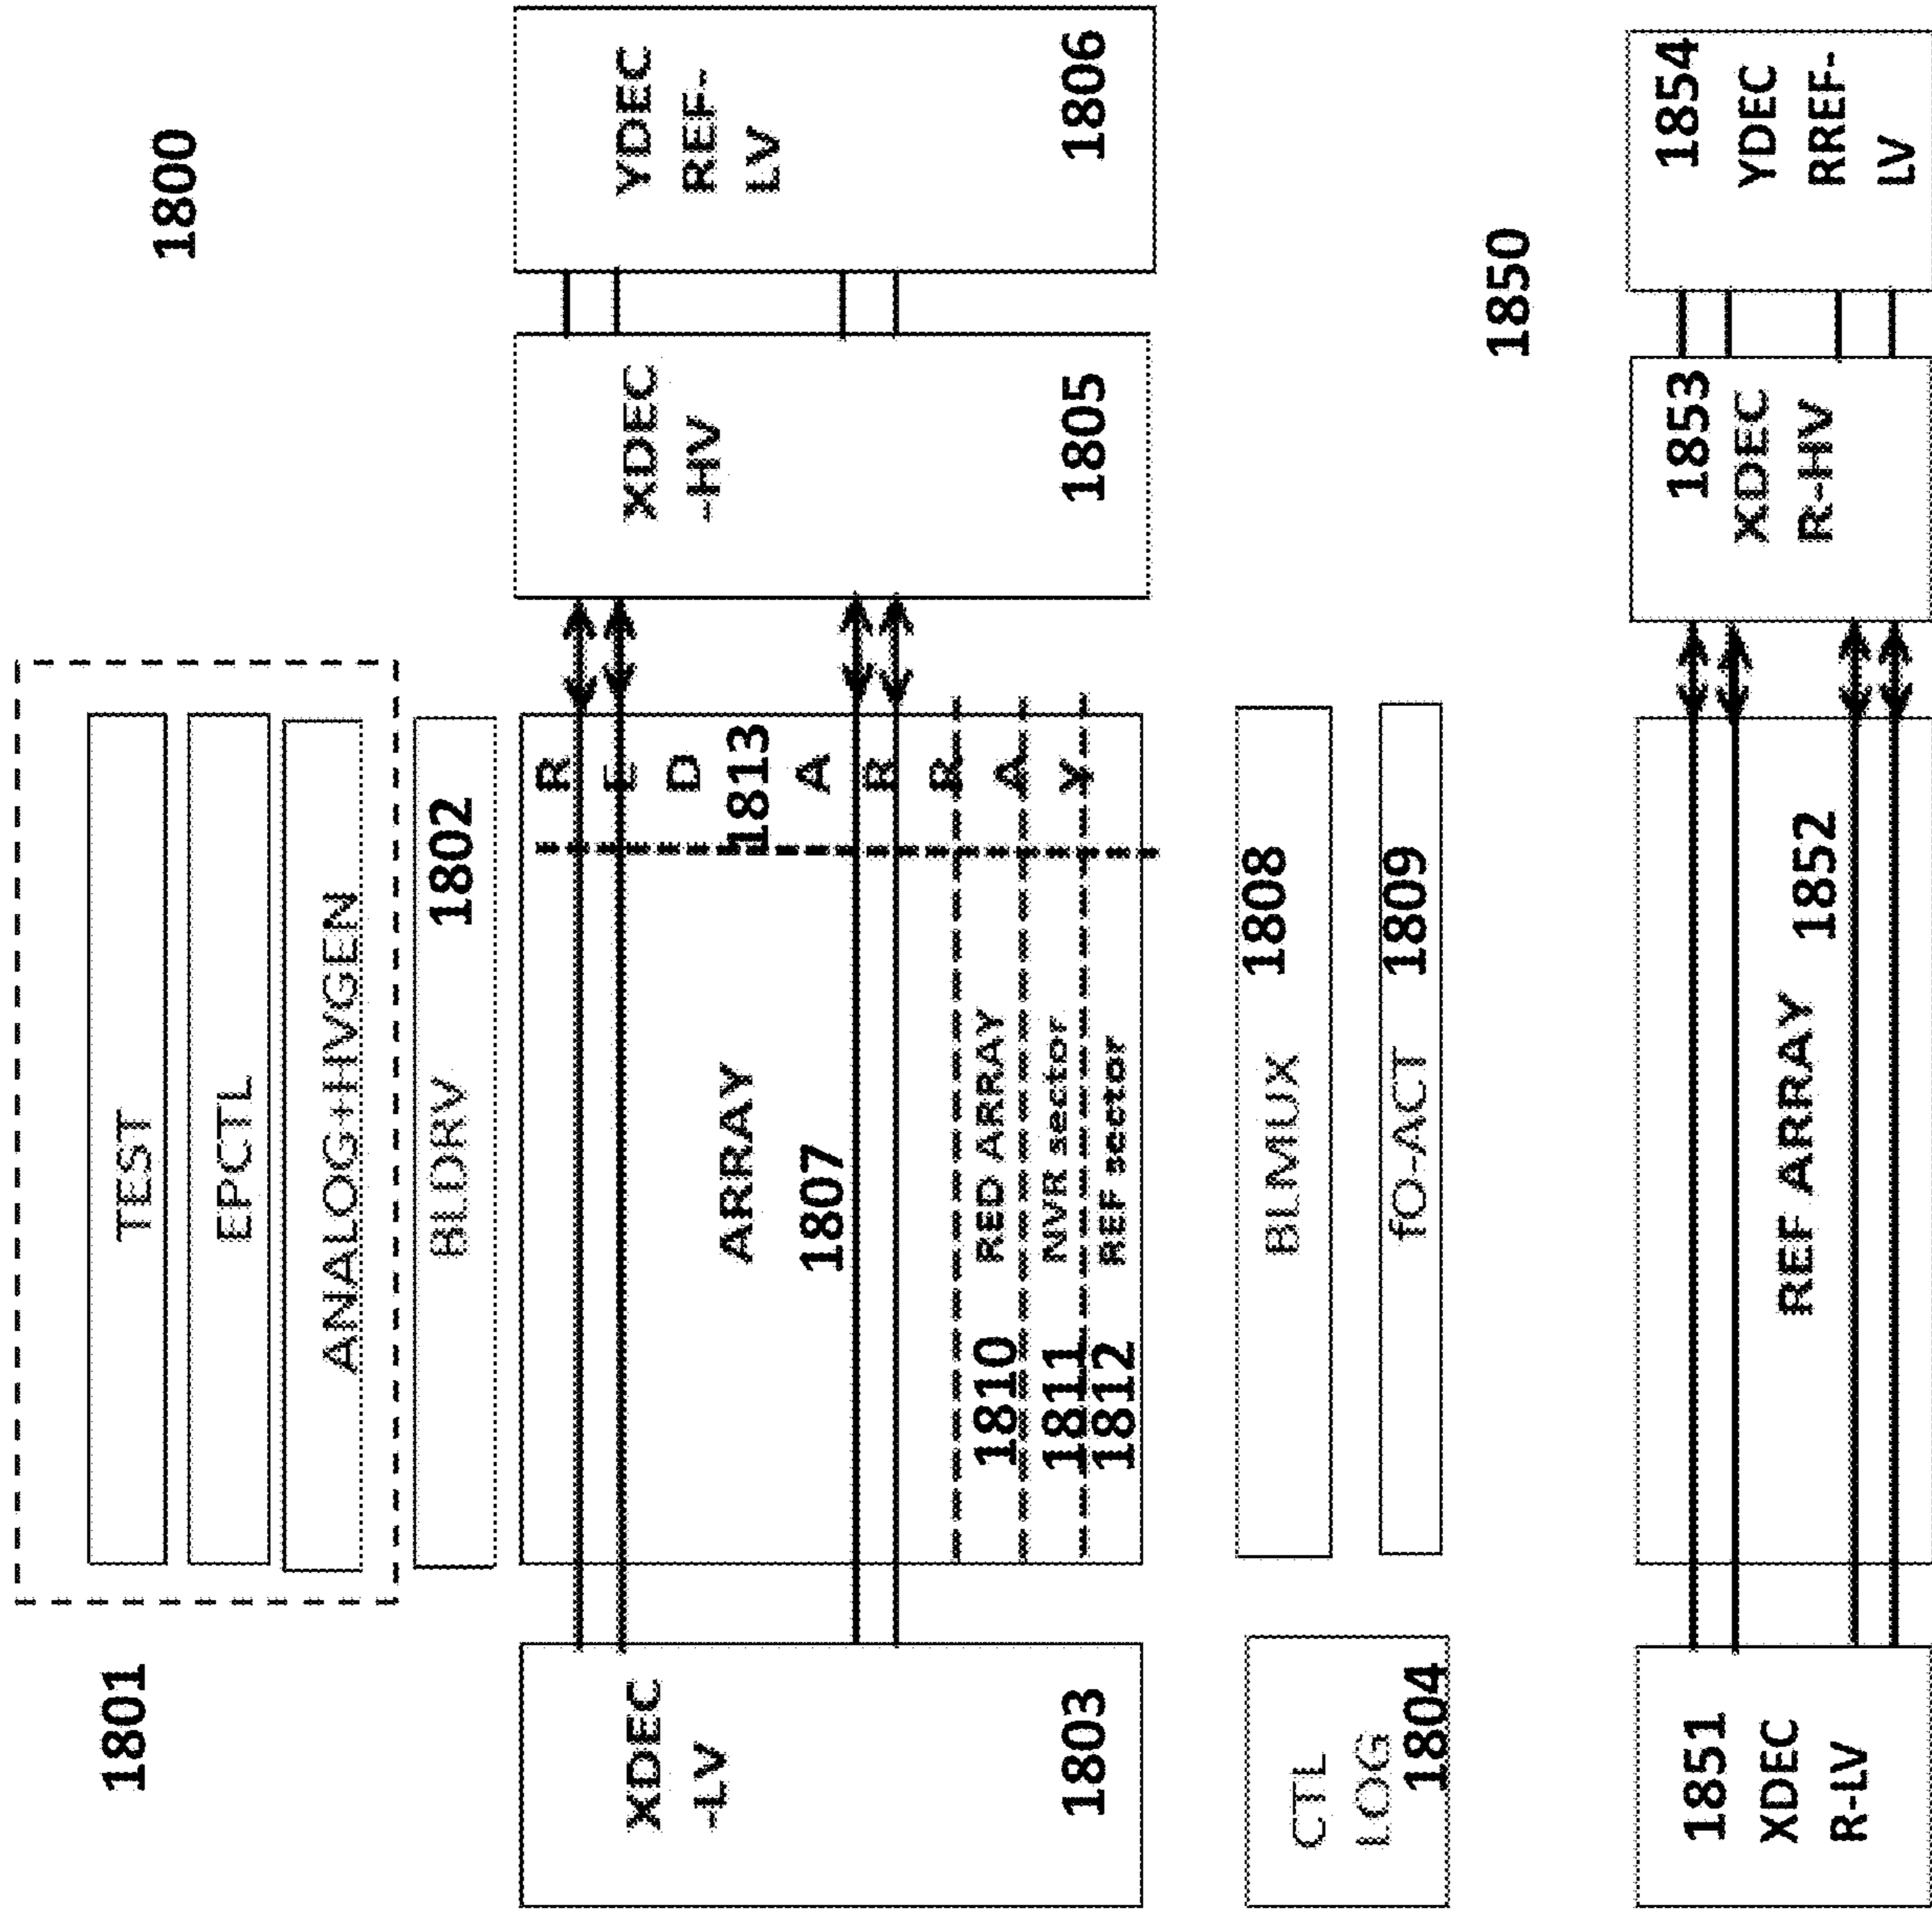 1800
1801
TEST
EPCTL
ANALOG+HVGEN
BLDRV
1802
XDEC
-LV
1803
ARRAY
1807
RED ARRAY
1813
1810
RED ARRAY
1811
NVR sector
1812
REF sector
XDEC
-HV
1805
YDEC
REF-
LV
1806
CTL
LOG
1804
BLMUX
1808
fO-ACT
1809
1850
1851
XDEC
R-LV
REF ARRAY
1852
1853
XDEC
R-HV
1854
YDEC
RREF-
LV